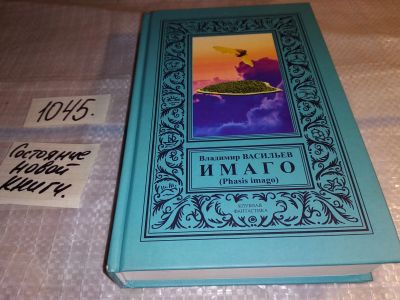 1045.
Состояние
новой
книги.
Владимир ВАСИЛЬЕВ
ИМАГО
(Phasis imago)
КЛУБНАЯ
ФАНТАСТИКА